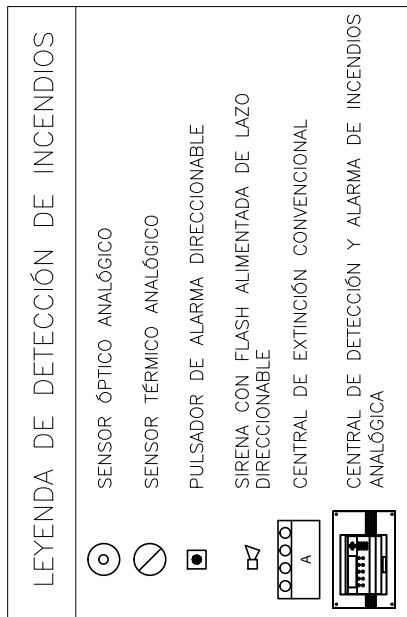 LEYENDA DE DETECCIÓN DE INCENDIOS
SENSOR ÓPTICO ANALÓGICO
SENSOR TÉRMICO ANALÓGICO
PULSADOR DE ALARMA DIRECCIONABLE
SIRENA CON FLASH ALIMENTADA DE LAZO
DIRECCIONABLE
A
CENTRAL DE EXTINCIÓN CONVENCIONAL
CENTRAL DE DETECCIÓN Y ALARMA DE INCENDIOS
ANALÓGICA